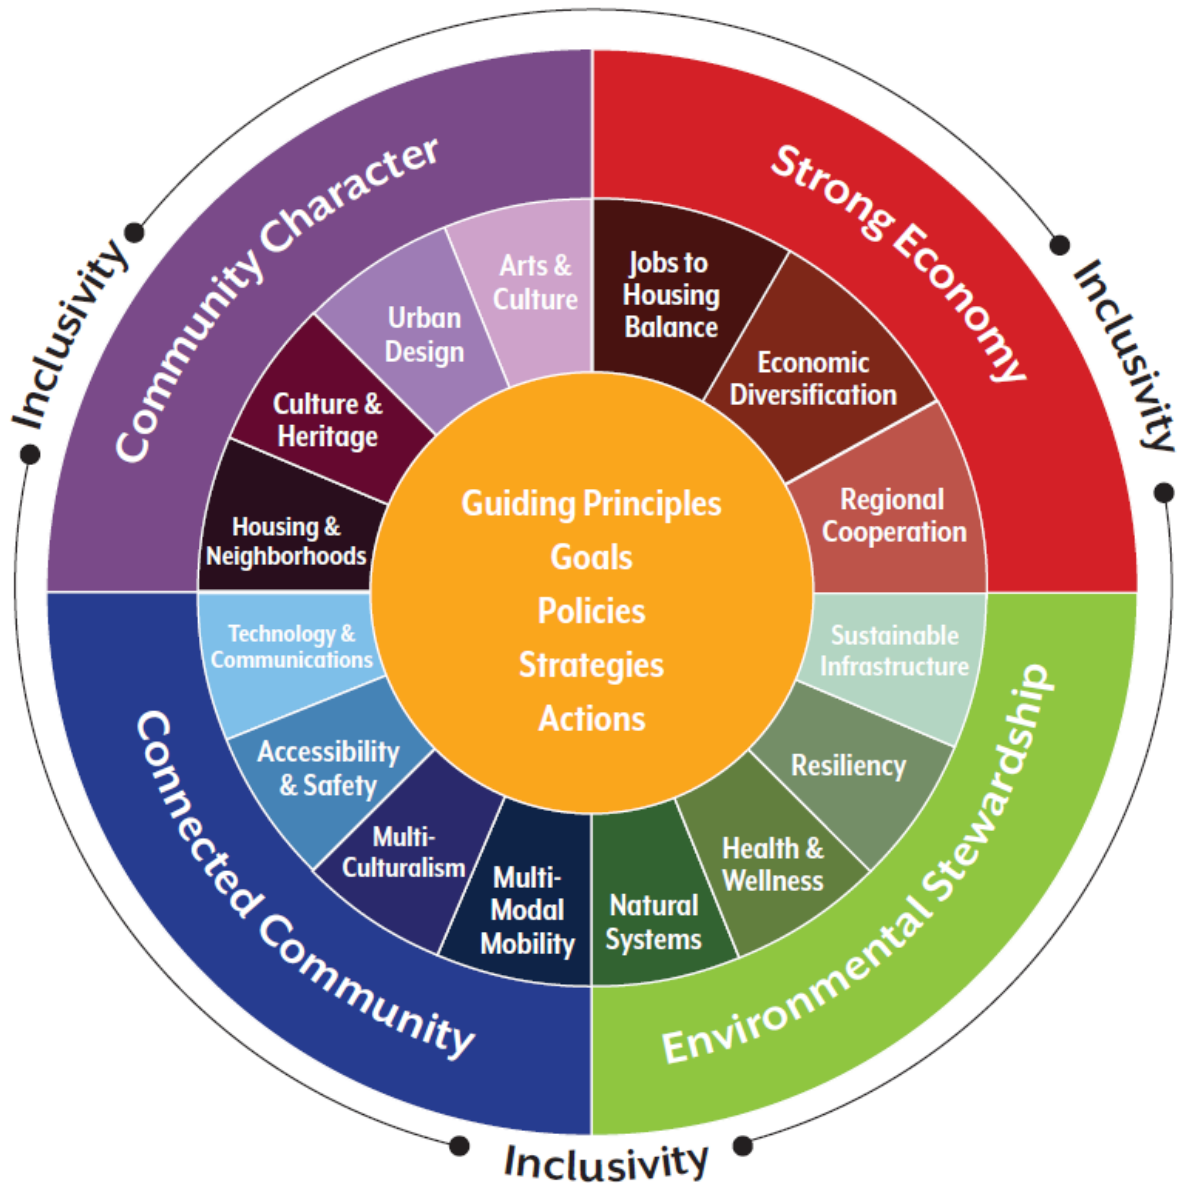 Community Character
Strong Economy
Inclusivity
Inclusivity
Arts &
Culture
Jobs to
Housing
Balance
Urban
Design
Economic
Diversification
Culture &
Heritage
Regional
Cooperation
Housing &
Neighborhoods
Guiding Principles
Goals
Policies
Strategies
Actions
Technology &
Communications
Sustainable
Infrastructure
Accessibility
& Safety
Resiliency
Multi-
Culturalism
Health &
Wellness
Multi-
Modal
Mobility
Natural
Systems
Connected Community
Environmental Stewardship
Inclusivity